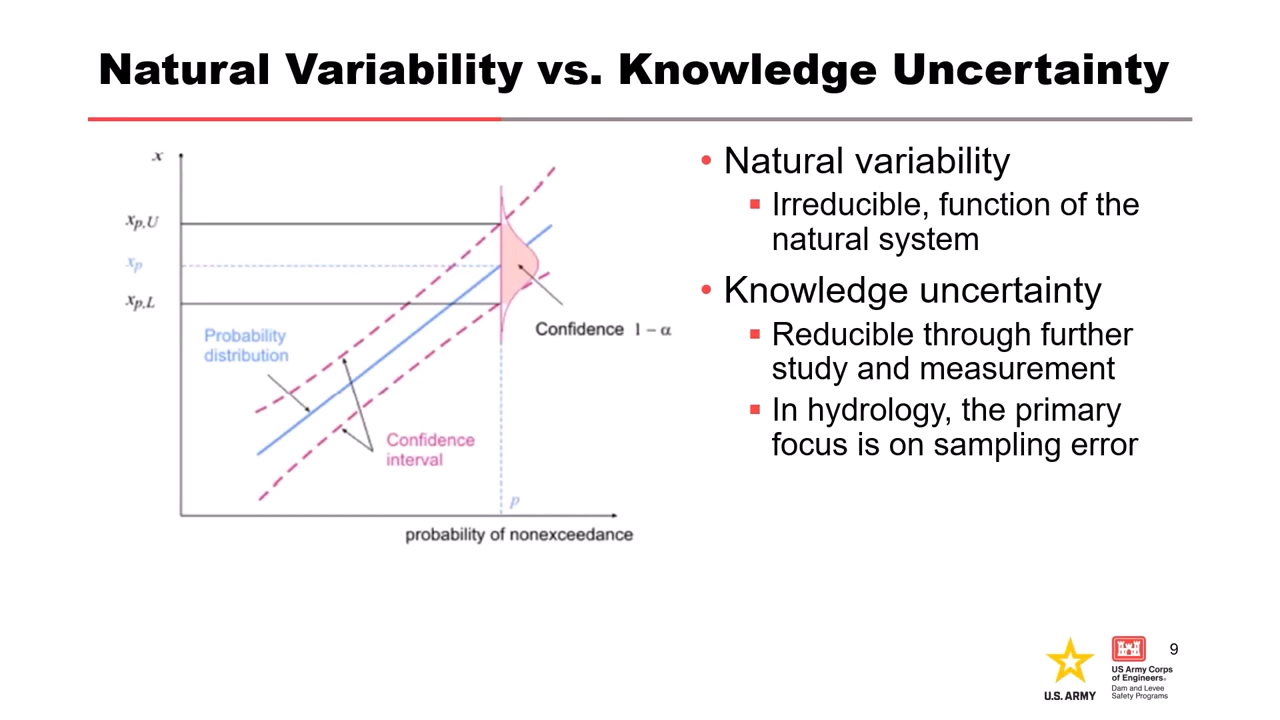 Natural Variability vs. Knowledge Uncertainty
x
xp,U
xp
xp,L
Probability
distribution
Confidence
interval
Confidence 1 – α
p
probability of nonexceedance
• Natural variability
▪ Irreducible, function of the
natural system
• Knowledge uncertainty
▪ Reducible through further
study and measurement
▪ In hydrology, the primary
focus is on sampling error
U.S. ARMY
US Army Corps
of Engineers®
Dam and Levee
Safety Programs
9